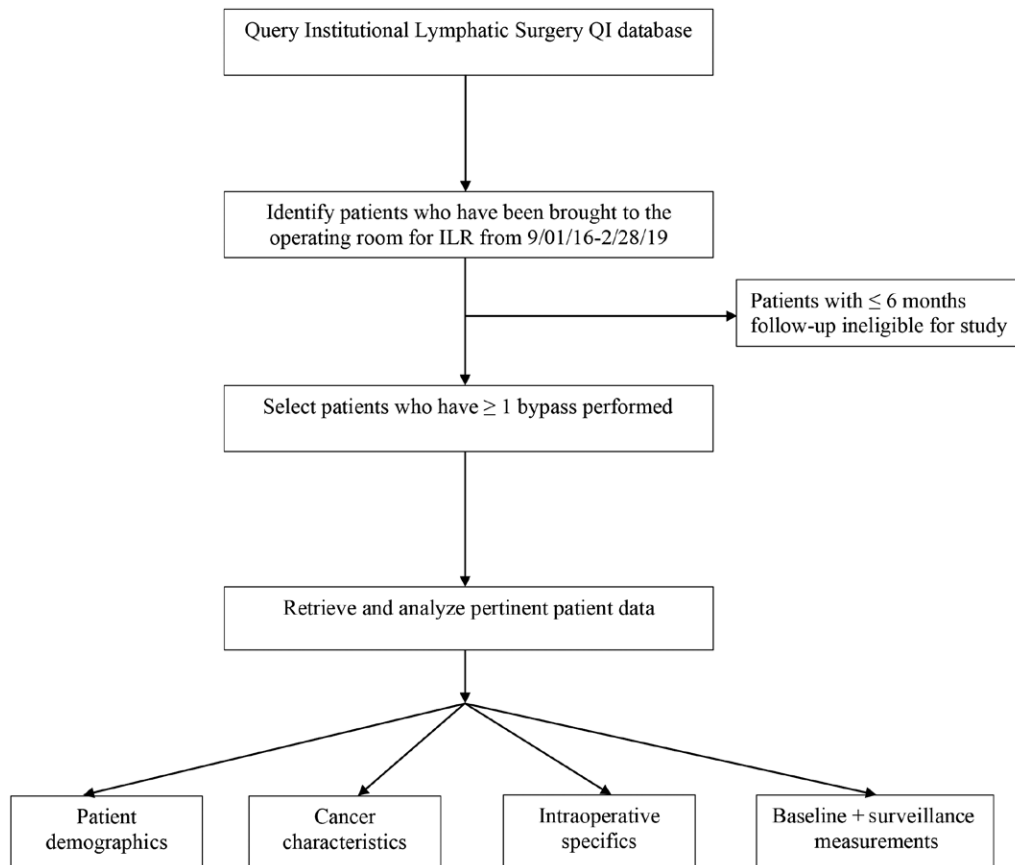 Query Institutional Lymphatic Surgery QI database
Identify patients who have been brought to the
operating room for ILR from 9/01/16-2/28/19
Patients with ≤ 6 months
follow-up ineligible for study
Select patients who have ≥ 1 bypass performed
Retrieve and analyze pertinent patient data
Patient
demographics
Cancer
characteristics
Intraoperative
specifics
Baseline + surveillance
measurements